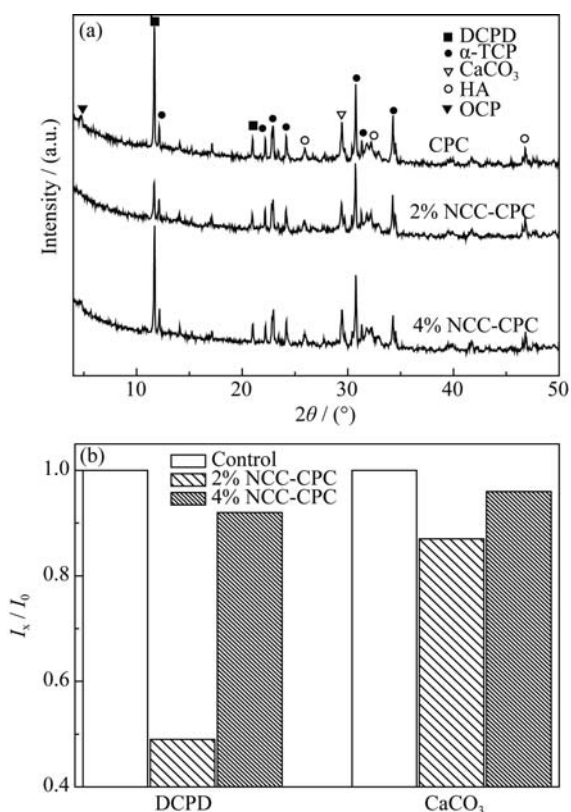 (a)
DCPD
α-TCP
CaCO₃
HA
OCP
CPC
2% NCC-CPC
4% NCC-CPC
Intensity / (a.u.)
10 20 30 40 50
2θ / (°)
(b)
Control
2% NCC-CPC
4% NCC-CPC
1.0
0.8
0.6
0.4
Iₓ / I₀
DCPD CaCO₃